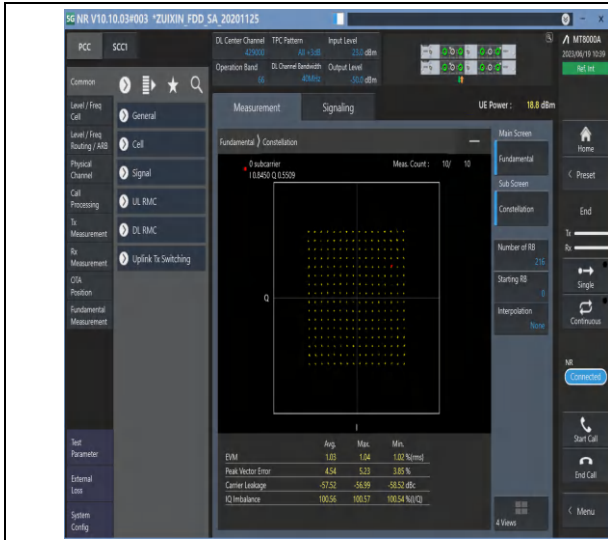 5G NR V10.10.03#003 *ZUIXIN_FDD_SA_20201125
PCC
SCC1
DL Center Channel
429000
TPC Pattern
All +3dB
Input Level
23.0 dBm
Operation Band
66
DL Channel Bandwidth
40MHz
Output Level
-50.0 dBm
MT8000A
2023/06/19 10:39
Ref. Int
Common
Level / Freq
Cell
Level / Freq
Routing / ARB
Physical
Channel
Call
Processing
Tx
Measurement
Rx
Measurement
OTA
Position
Fundamental
Measurement
Test
Parameter
External
Loss
System
Config
General
Cell
Signal
UL RMC
DL RMC
Uplink Tx Switching
Measurement
Signaling
UE Power : 18.8 dBm
Fundamental 》 Constellation
0 subcarrier
I 0.8450 Q 0.5509
Meas. Count : 10/ 10
Q
I
Avg. Max. Min.
EVM 1.03 1.04 1.02 %(rms)
Peak Vector Error 4.54 5.23 3.85 %
Carrier Leakage -57.52 -56.99 -58.52 dBc
IQ Imbalance 100.56 100.57 100.54 %(I/Q)
Main Screen
Fundamental
Sub Screen
Constellation
Number of RB
216
Starting RB
0
Interpolation
None
4 Views
Home
Preset
End
Tx
Rx
Single
Continuous
NR
Connected
Start Call
End Call
Menu